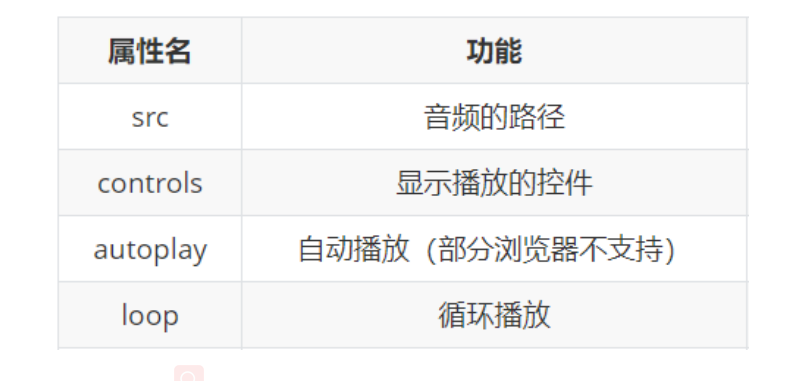 属性名 功能
src 音频的路径
controls 显示播放的控件
autoplay 自动播放（部分浏览器不支持）
loop 循环播放